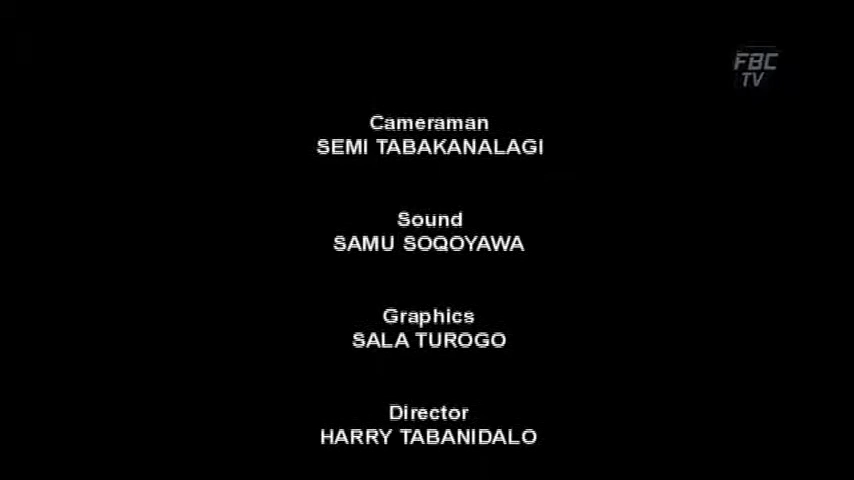 FBC
TV
Cameraman
SEMI TABAKANALAGI
Sound
SAMU SOQOYAWA
Graphics
SALA TUROGO
Director
HARRY TABANIDALO